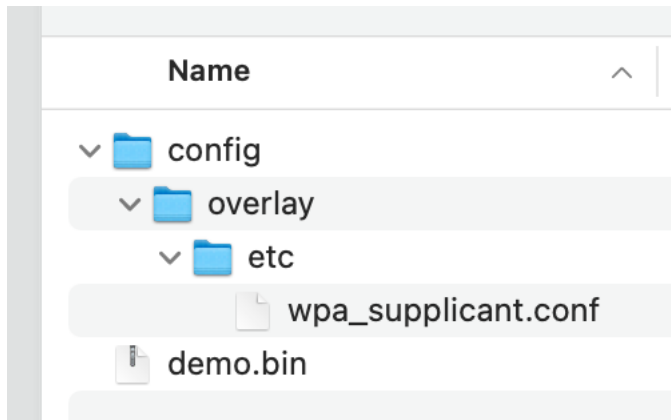 Name
config
overlay
etc
wpa_supplicant.conf
demo.bin